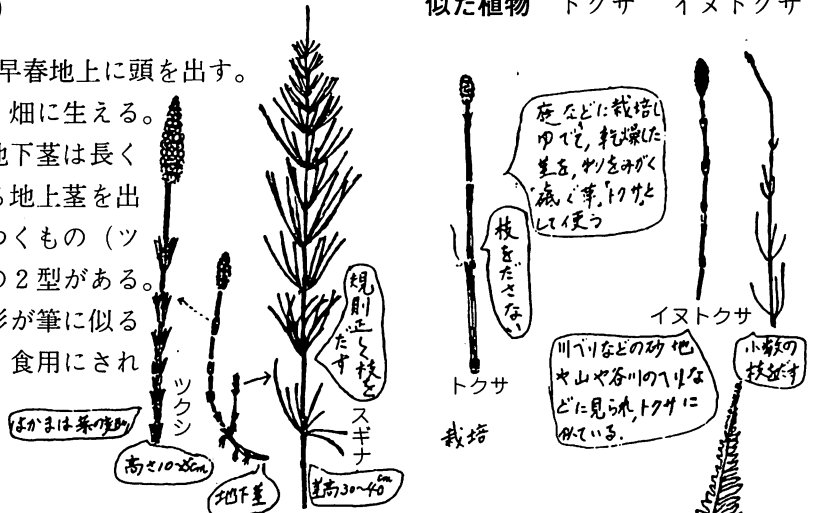 似た植物 トクサ イヌトクサ
早春地上に頭を出す。
畑に生える。
地下茎は長く
地上茎を出
つくもの（ツ
の２型がある。
形が筆に似る
食用にされ
ツクシ
はかまは葉の変形
高さ10~
地下茎
規則正しく枝を
だす
スギナ
茎高30~40cm
庭などに栽培し
ゆでて,乾燥した
茎を,物をみがく
"砥ぐ草,トクサ,と
して使う
枝をださない
トクサ
栽培
イヌトクサ
川べりなどの砂地
や山や谷川のへりな
どに見られ,トクサに
似ている.
小数の
枝をだす